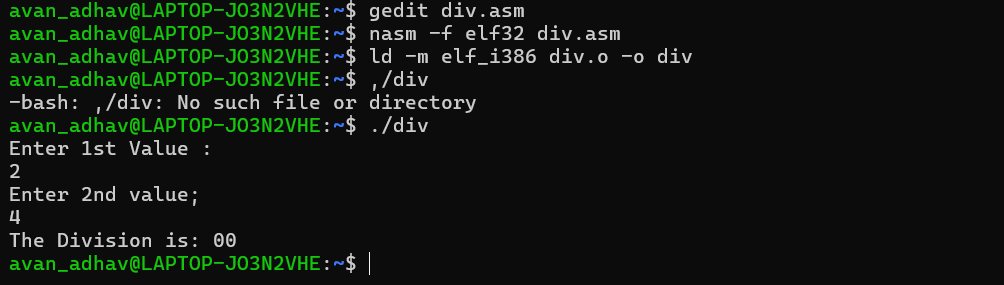 avan_adhav@LAPTOP-JO3N2VHE:~$ gedit div.asm
avan_adhav@LAPTOP-JO3N2VHE:~$ nasm -f elf32 div.asm
avan_adhav@LAPTOP-JO3N2VHE:~$ ld -m elf_i386 div.o -o div
avan_adhav@LAPTOP-JO3N2VHE:~$ ,/div
-bash: ,/div: No such file or directory
avan_adhav@LAPTOP-JO3N2VHE:~$ ./div
Enter 1st Value :
2
Enter 2nd value;
4
The Division is: 00
avan_adhav@LAPTOP-JO3N2VHE:~$